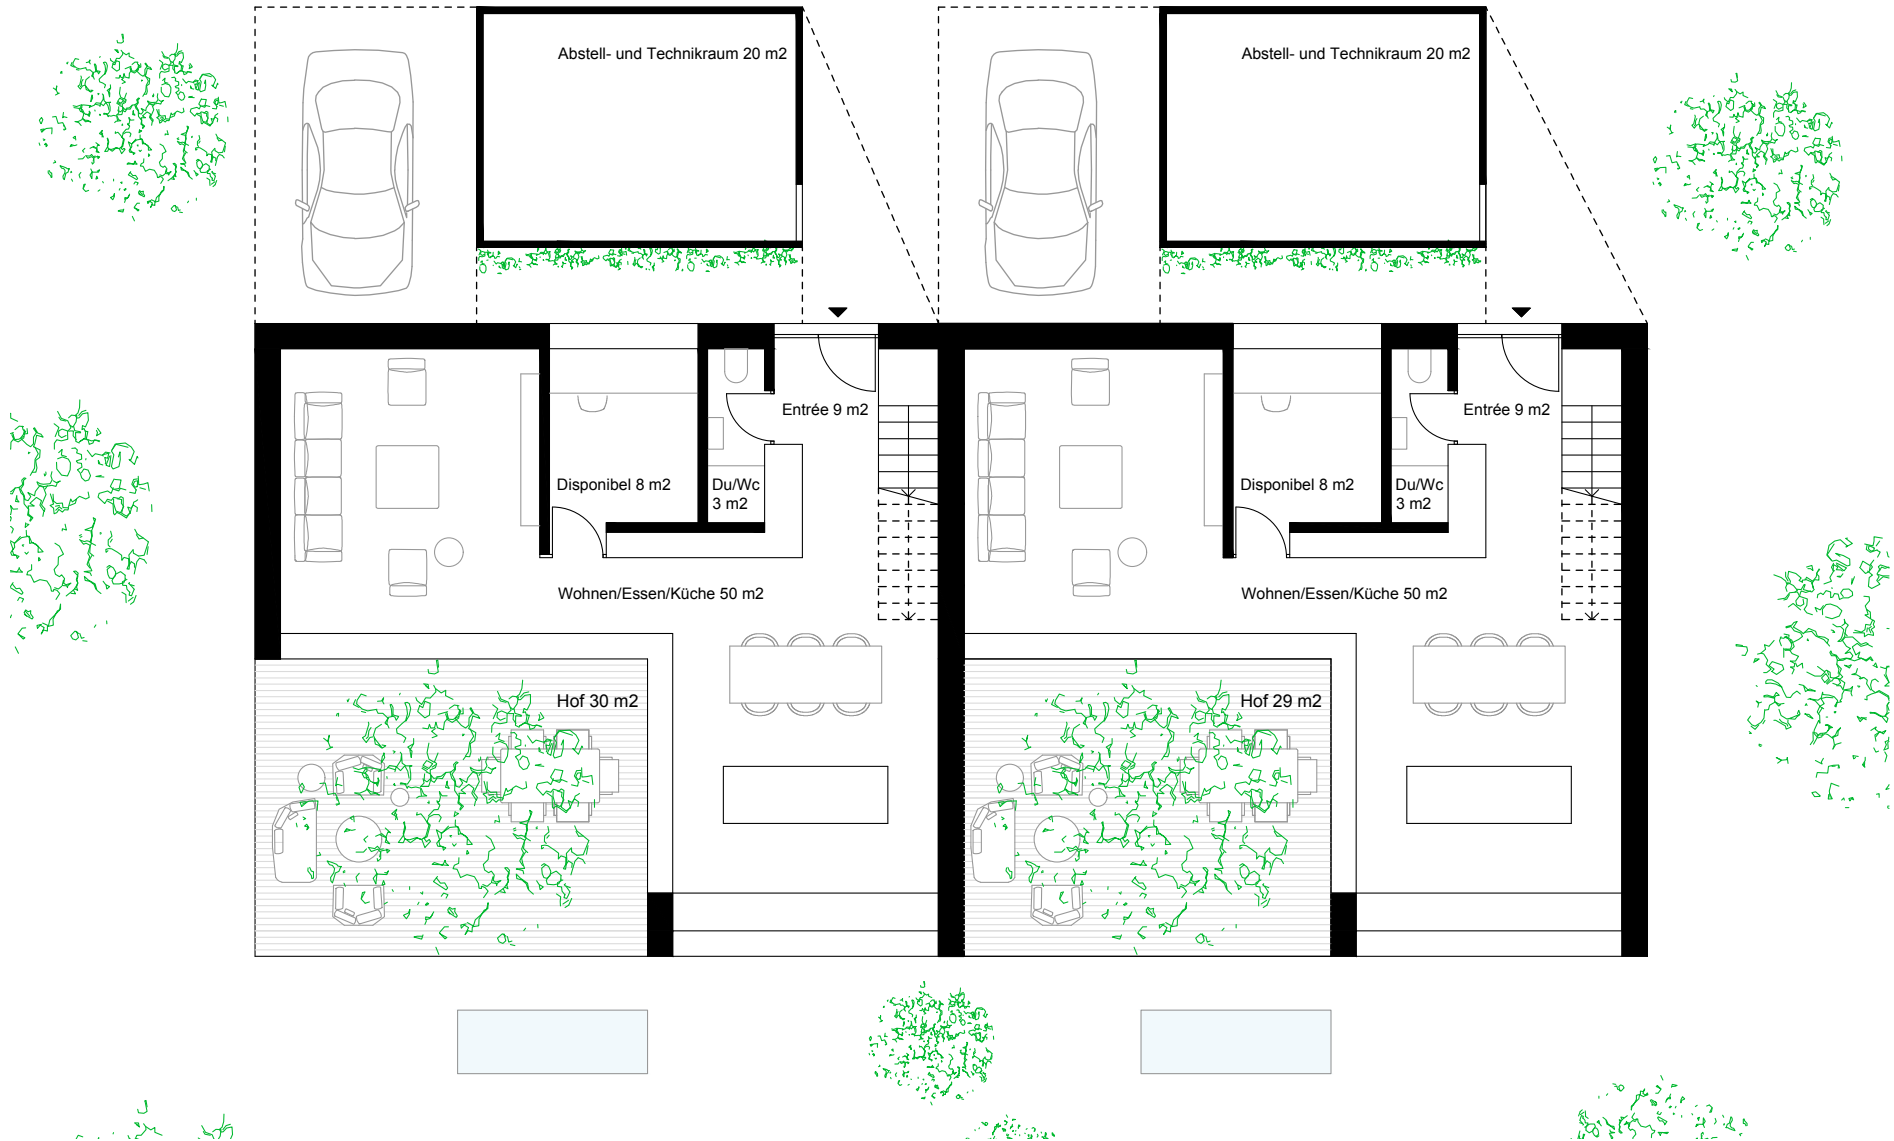 Abstell- und Technikraum 20 m2
Abstell- und Technikraum 20 m2
Entrée 9 m2
Entrée 9 m2
Disponibel 8 m2
Du/Wc
3 m2
Disponibel 8 m2
Du/Wc
3 m2
Wohnen/Essen/Küche 50 m2
Wohnen/Essen/Küche 50 m2
Hof 30 m2
Hof 29 m2